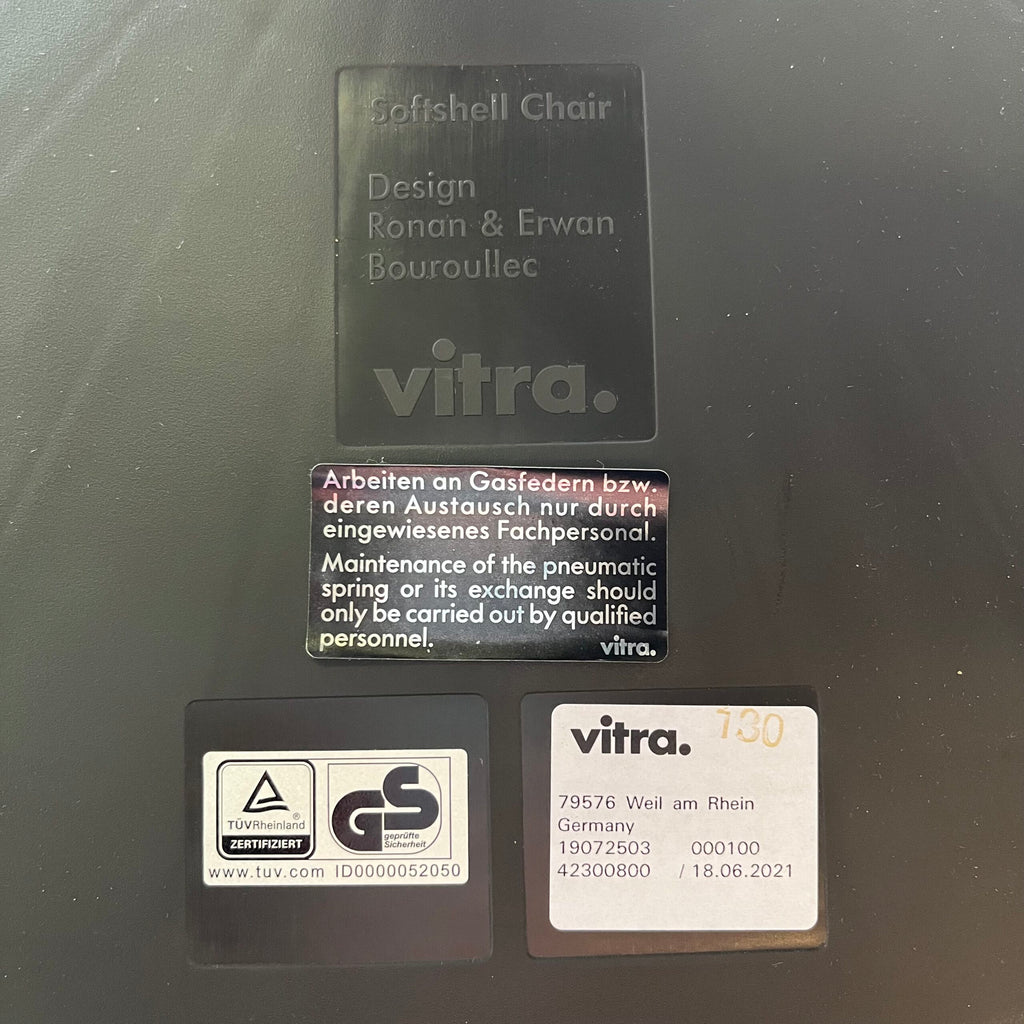 Softshell Chair
Design
Ronan & Erwan
Bouroullec
vitra.
Arbeiten an Gasfedern bzw.
deren Austausch nur durch
eingewiesenes Fachpersonal.
Maintenance of the pneumatic
spring or its exchange should
only be carried out by qualified
personnel.
vitra.
TÜVRheinland®
ZERTIFIZIERT
GS
geprüfte
Sicherheit
www.tuv.com ID0000052050
vitra. 130
79576 Weil am Rhein
Germany
19072503 000100
42300800 / 18.06.2021